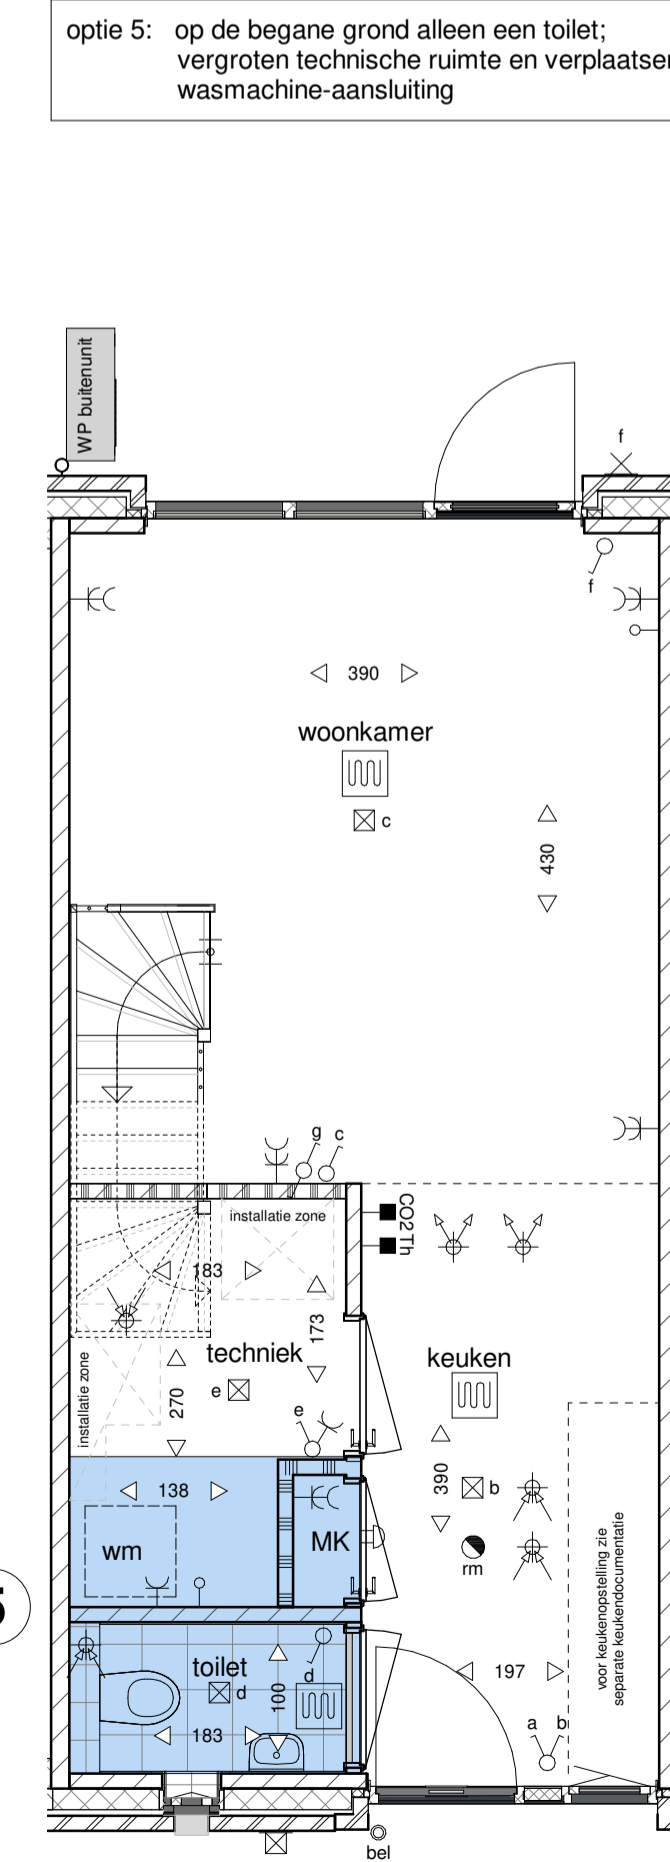 optie 5: op de begane grond alleen een toilet;
vergroten technische ruimte en verplaatsen
wasmachine-aansluiting
WP buitenunit
f
f
390
woonkamer
c
430
g c
installatie zone
CO2
Th
183
173
techniek
keuken
installatie zone
270
e
e
390
b
138
wm
MK
rm
voor keukenopstelling zie
separate keukendocumentatie
5
toilet
d
d
100
183
197
a b
bel